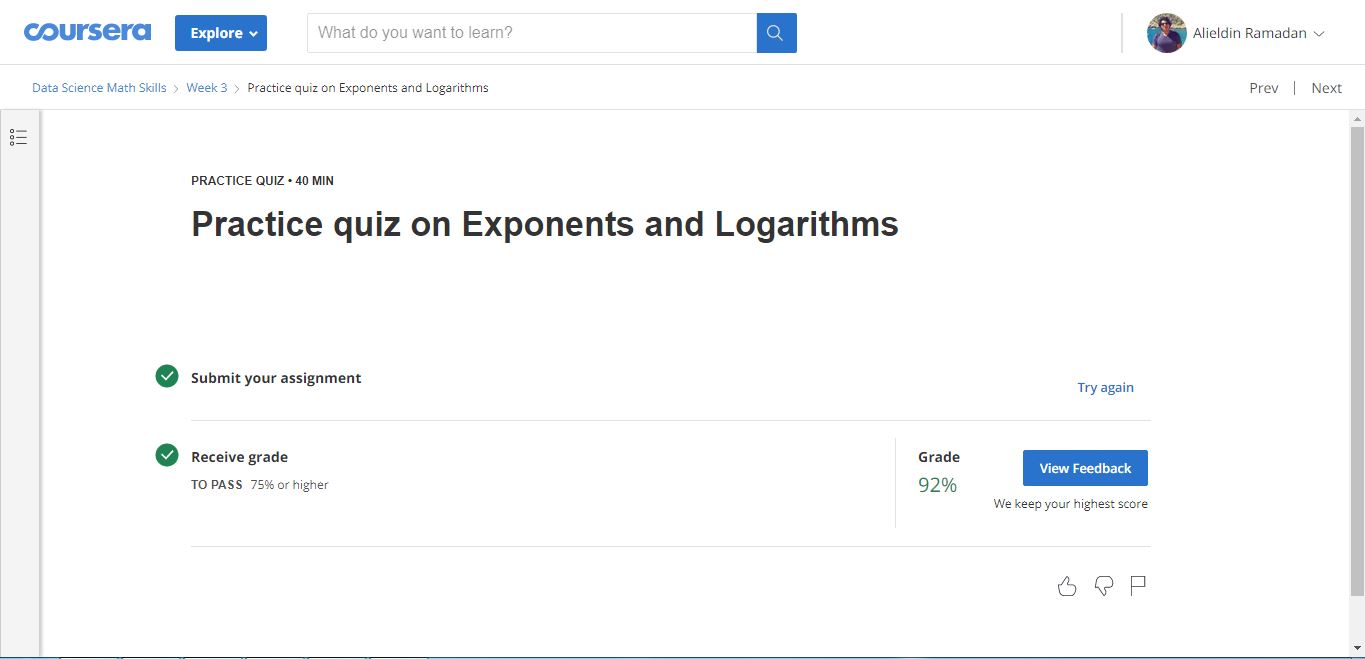 coursera Explore What do you want to learn? Alieldin Ramadan
Data Science Math Skills > Week 3 > Practice quiz on Exponents and Logarithms Prev | Next
PRACTICE QUIZ • 40 MIN
Practice quiz on Exponents and Logarithms
Submit your assignment
Try again
Receive grade
TO PASS 75% or higher
Grade
92%
View Feedback
We keep your highest score